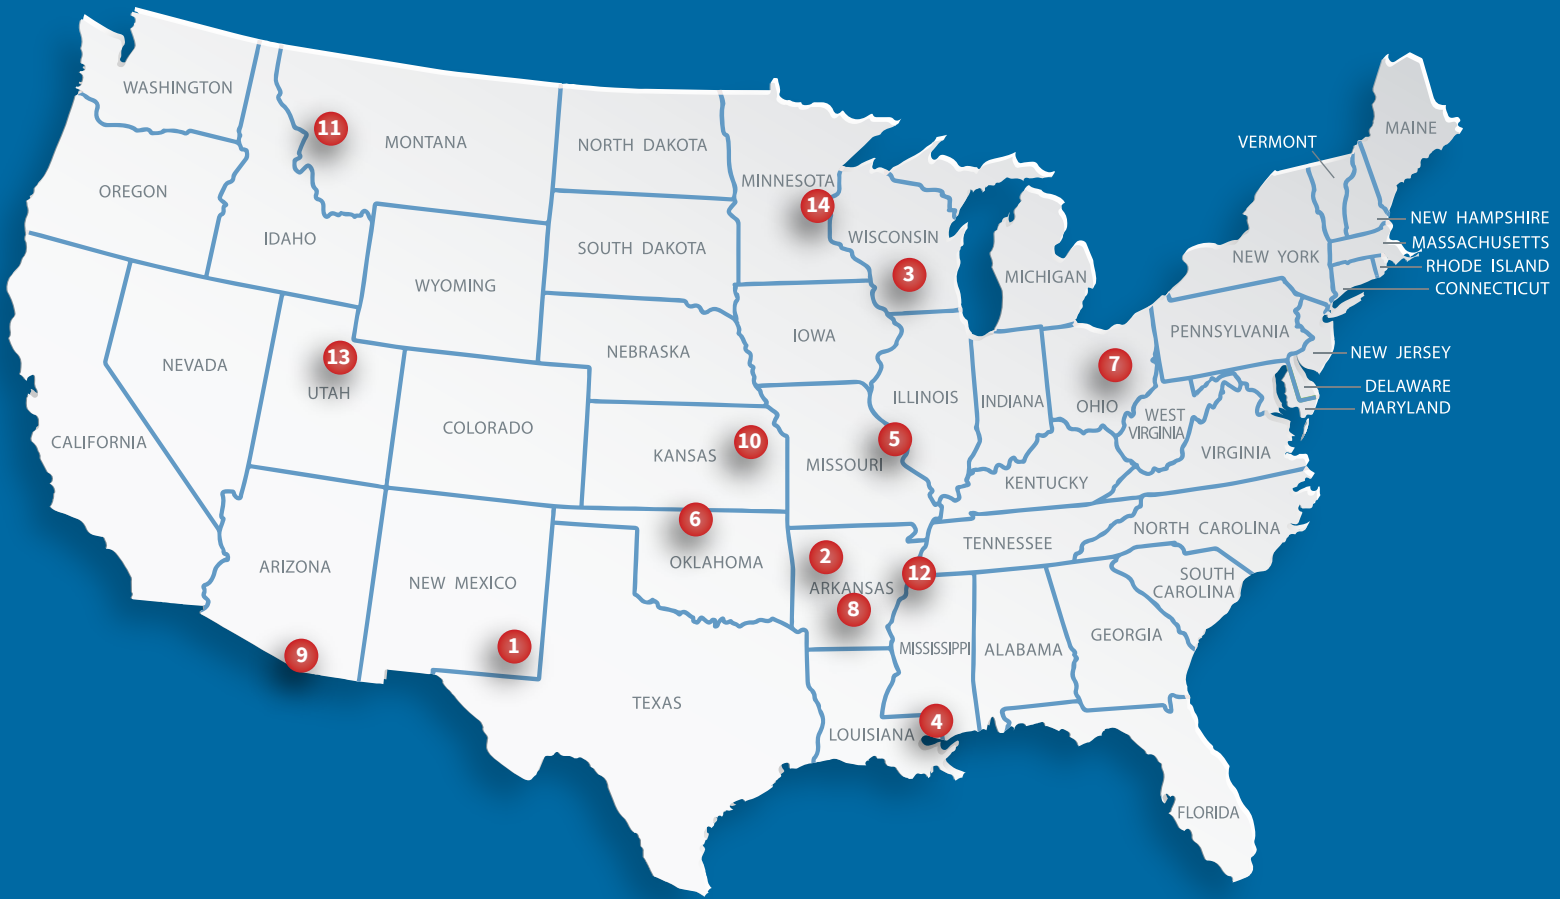 WASHINGTON
11
MONTANA
NORTH DAKOTA
MINNESOTA
14
VERMONT
MAINE
OREGON
IDAHO
SOUTH DAKOTA
WISCONSIN
3
MICHIGAN
NEW YORK
NEW HAMPSHIRE
MASSACHUSETTS
RHODE ISLAND
CONNECTICUT
WYOMING
IOWA
PENNSYLVANIA
NEW JERSEY
DELAWARE
MARYLAND
NEVADA
13
UTAH
NEBRASKA
ILLINOIS
INDIANA
7
OHIO
WEST
VIRGINIA
VIRGINIA
CALIFORNIA
COLORADO
KANSAS
10
MISSOURI
5
KENTUCKY
6
OKLAHOMA
2
ARKANSAS
8
12
TENNESSEE
NORTH CAROLINA
SOUTH
CAROLINA
ARIZONA
NEW MEXICO
9
1
TEXAS
MISSISSIPPI
ALABAMA
GEORGIA
LOUISIANA
4
FLORIDA